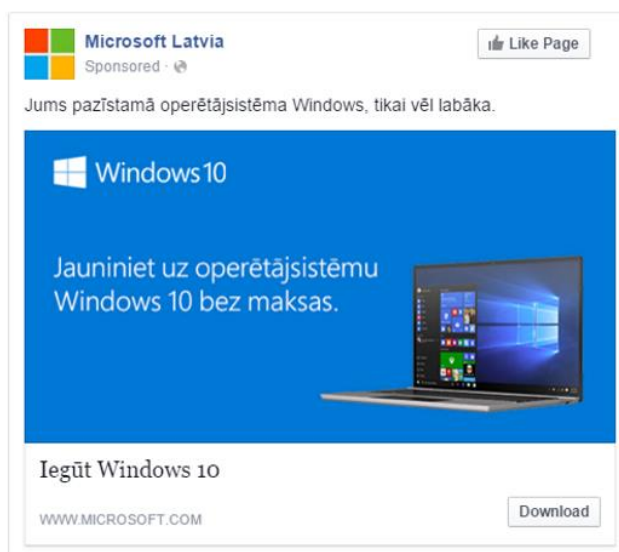 Microsoft Latvia
Like Page
Sponsored ·
Jums pazīstamā operētājsistēma Windows, tikai vēl labāka.
Windows 10
Jauniniet uz operētājsistēmu
Windows 10 bez maksas.
Iegūt Windows 10
WWW.MICROSOFT.COM
Download